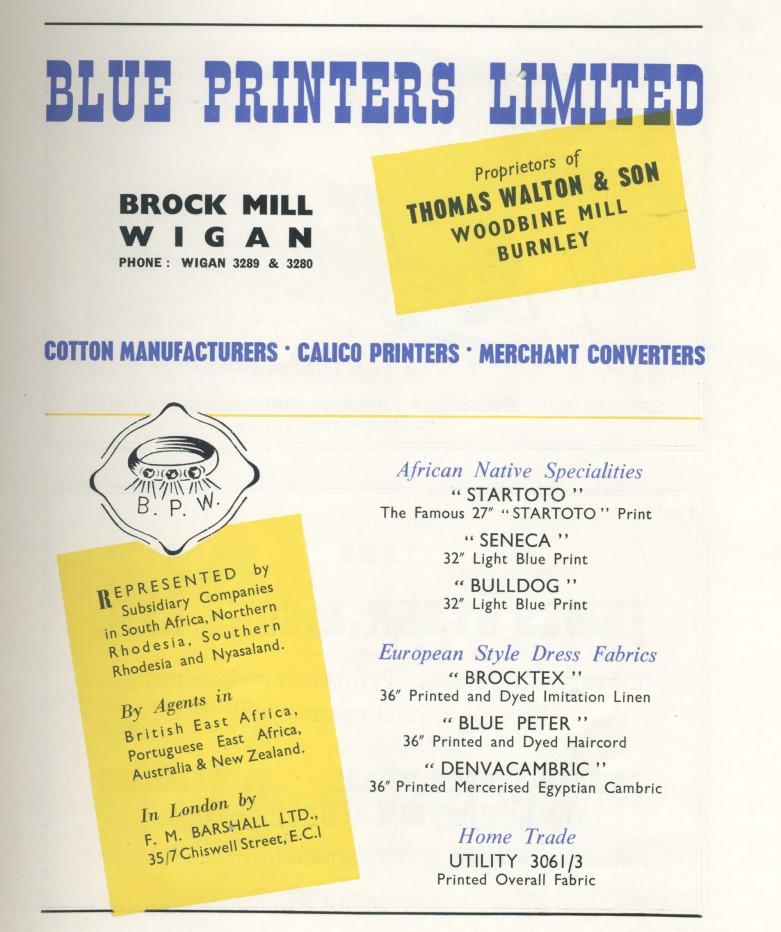 BLUE PRINTERS LIMITED
BROCK MILL
WIGAN
PHONE : WIGAN 3289 & 3280
Proprietors of
THOMAS WALTON & SON
WOODBINE MILL
BURNLEY
COTTON MANUFACTURERS · CALICO PRINTERS · MERCHANT CONVERTERS
B. P. W.
REPRESENTED by
Subsidiary Companies
in South Africa, Northern
Rhodesia, Southern
Rhodesia and Nyasaland.
By Agents in
British East Africa,
Portuguese East Africa,
Australia & New Zealand.
In London by
F. M. BARSHALL LTD.,
35/7 Chiswell Street, E.C.1
African Native Specialities
“ STARTOTO ”
The Famous 27″ “STARTOTO” Print
“ SENECA ”
32″ Light Blue Print
“ BULLDOG ”
32″ Light Blue Print
European Style Dress Fabrics
“ BROCKTEX ”
36″ Printed and Dyed Imitation Linen
“ BLUE PETER ”
36″ Printed and Dyed Haircord
“ DENVACAMBRIC ”
36″ Printed Mercerised Egyptian Cambric
Home Trade
UTILITY 3061/3
Printed Overall Fabric